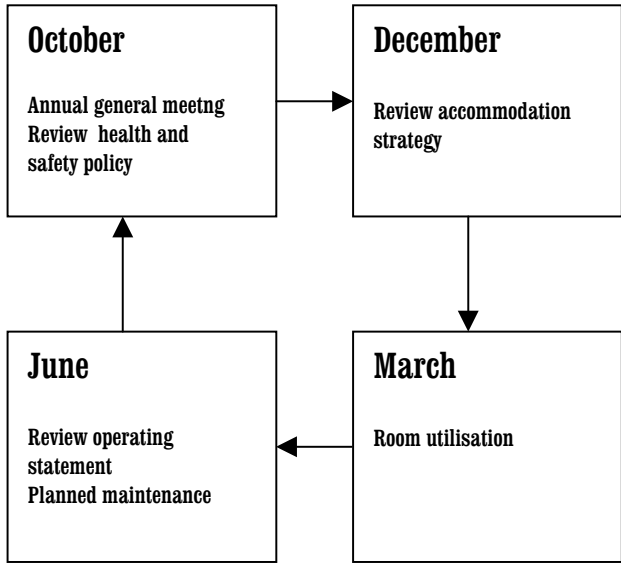 October
Annual general meetng
Review health and
safety policy
December
Review accommodation
strategy
June
Review operating
statement
Planned maintenance
March
Room utilisation